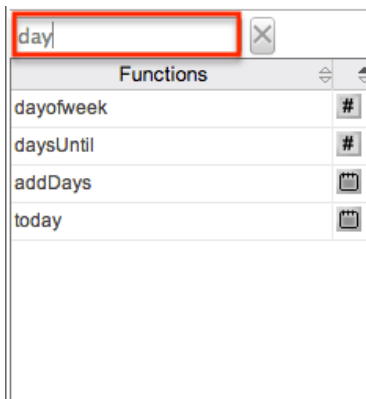 day
Functions
dayofweek #
daysUntil #
addDays
today